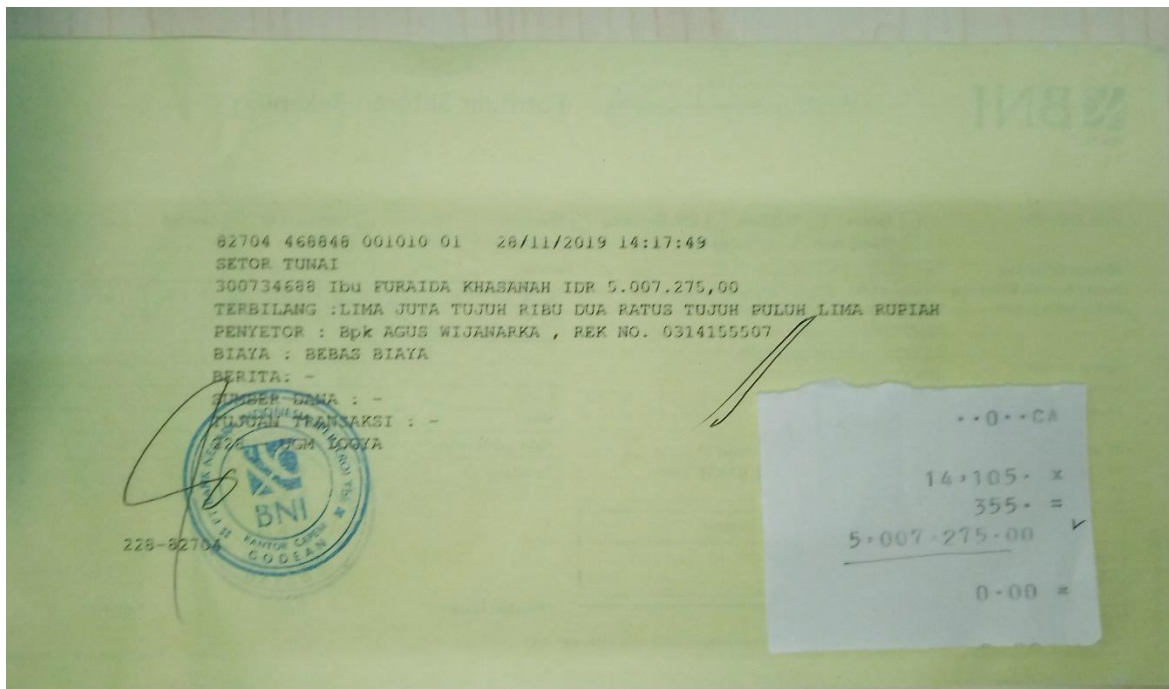 BNI
82704 468848 001010 01 28/11/2019 14:17:49
SETOR TUNAI
300734688 Ibu FURAIDA KHASANAH IDR 5.007.275,00
TERBILANG :LIMA JUTA TUJUH RIBU DUA RATUS TUJUH PULUH LIMA RUPIAH
PENYETOR : Bpk AGUS WIJANARKA , REK NO. 0314155507
BIAYA : BEBAS BIAYA
BERITA: -
SUMBER DANA : -
TUJUAN TRANSAKSI : -
226 UGM
228-82704
BNI
KANTOR CAPEM
GODEAN
··0··CA
14,105· x
355· =
5,007,275·00
0·00 =